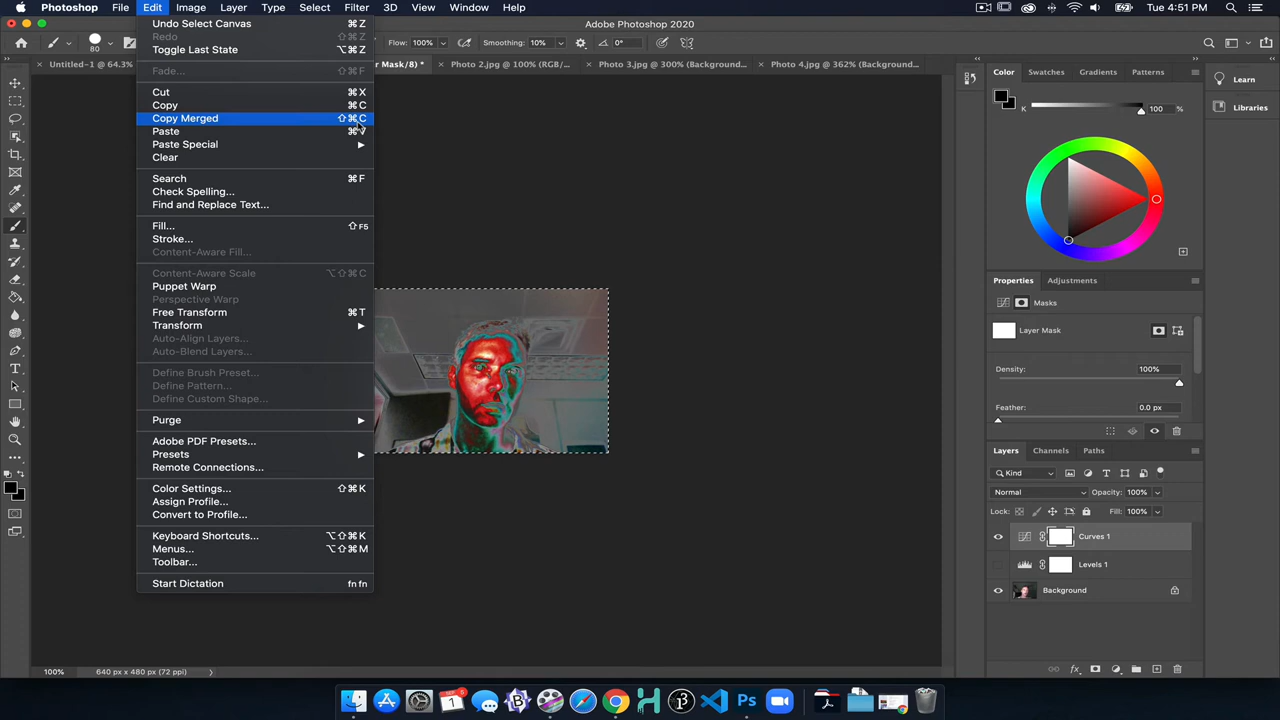 Photoshop File Edit Image Layer Type Select Filter 3D View Window Help Tue 4:51 PM
Adobe Photoshop 2020
80 Flow: 100% Smoothing: 10% 0°
Untitled-1 @ 64.3% r Mask/8) * Photo 2.jpg @ 100% (RGB/... Photo 3.jpg @ 300% (Background... Photo 4.jpg @ 362% (Background...
Undo Select Canvas ⌘Z
Redo ⇧⌘Z
Toggle Last State ⌥⌘Z
Fade... ⇧⌘F
Cut ⌘X
Copy ⌘C
Copy Merged ⇧⌘C
Paste ⌘V
Paste Special
Clear
Search ⌘F
Check Spelling...
Find and Replace Text...
Fill... ⇧F5
Stroke...
Content-Aware Fill...
Content-Aware Scale ⌥⇧⌘C
Puppet Warp
Perspective Warp
Free Transform ⌘T
Transform
Auto-Align Layers...
Auto-Blend Layers...
Define Brush Preset...
Define Pattern...
Define Custom Shape...
Purge
Adobe PDF Presets...
Presets
Remote Connections...
Color Settings... ⇧⌘K
Assign Profile...
Convert to Profile...
Keyboard Shortcuts... ⌥⇧⌘K
Menus... ⌥⇧⌘M
Toolbar...
Start Dictation fn fn
100% 640 px x 480 px (72 ppi)
Color Swatches Gradients Patterns
K 100 %
Learn
Libraries
Properties Adjustments
Masks
Layer Mask
Density: 100%
Feather: 0.0 px
Layers Channels Paths
Kind
Normal Opacity: 100%
Lock: Fill: 100%
Curves 1
Levels 1
Background